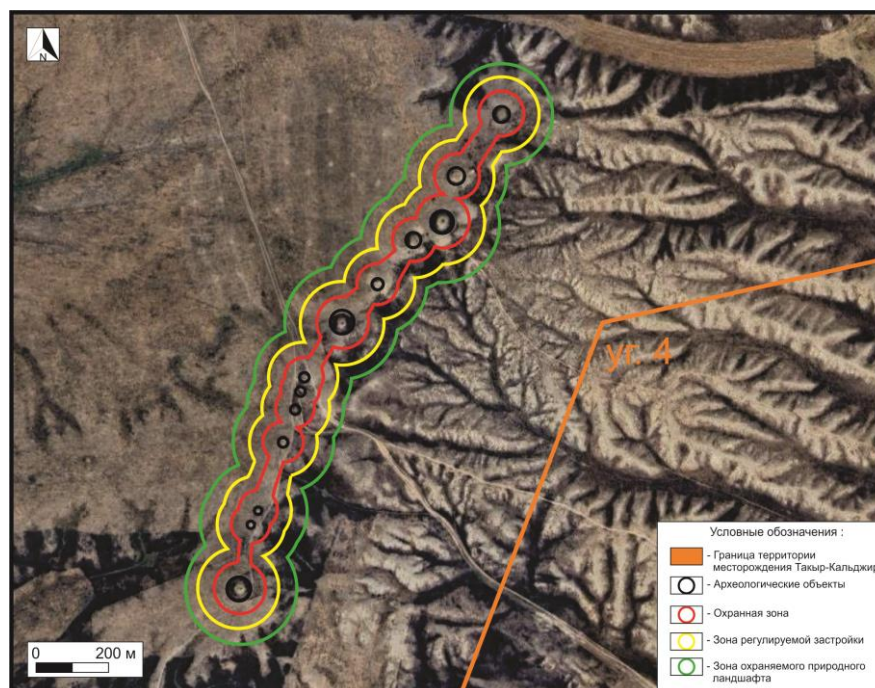 N
уг. 4
Условные обозначения :
- Граница территории
месторождения Такыр-Кальджир
- Археологические объекты
- Охранная зона
- Зона регулируемой застройки
- Зона охраняемого природного
ландшафта
0 200 м